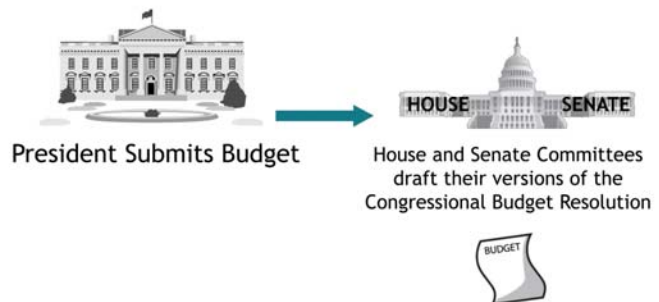 HOUSE SENATE
President Submits Budget
House and Senate Committees
draft their versions of the
Congressional Budget Resolution
BUDGET